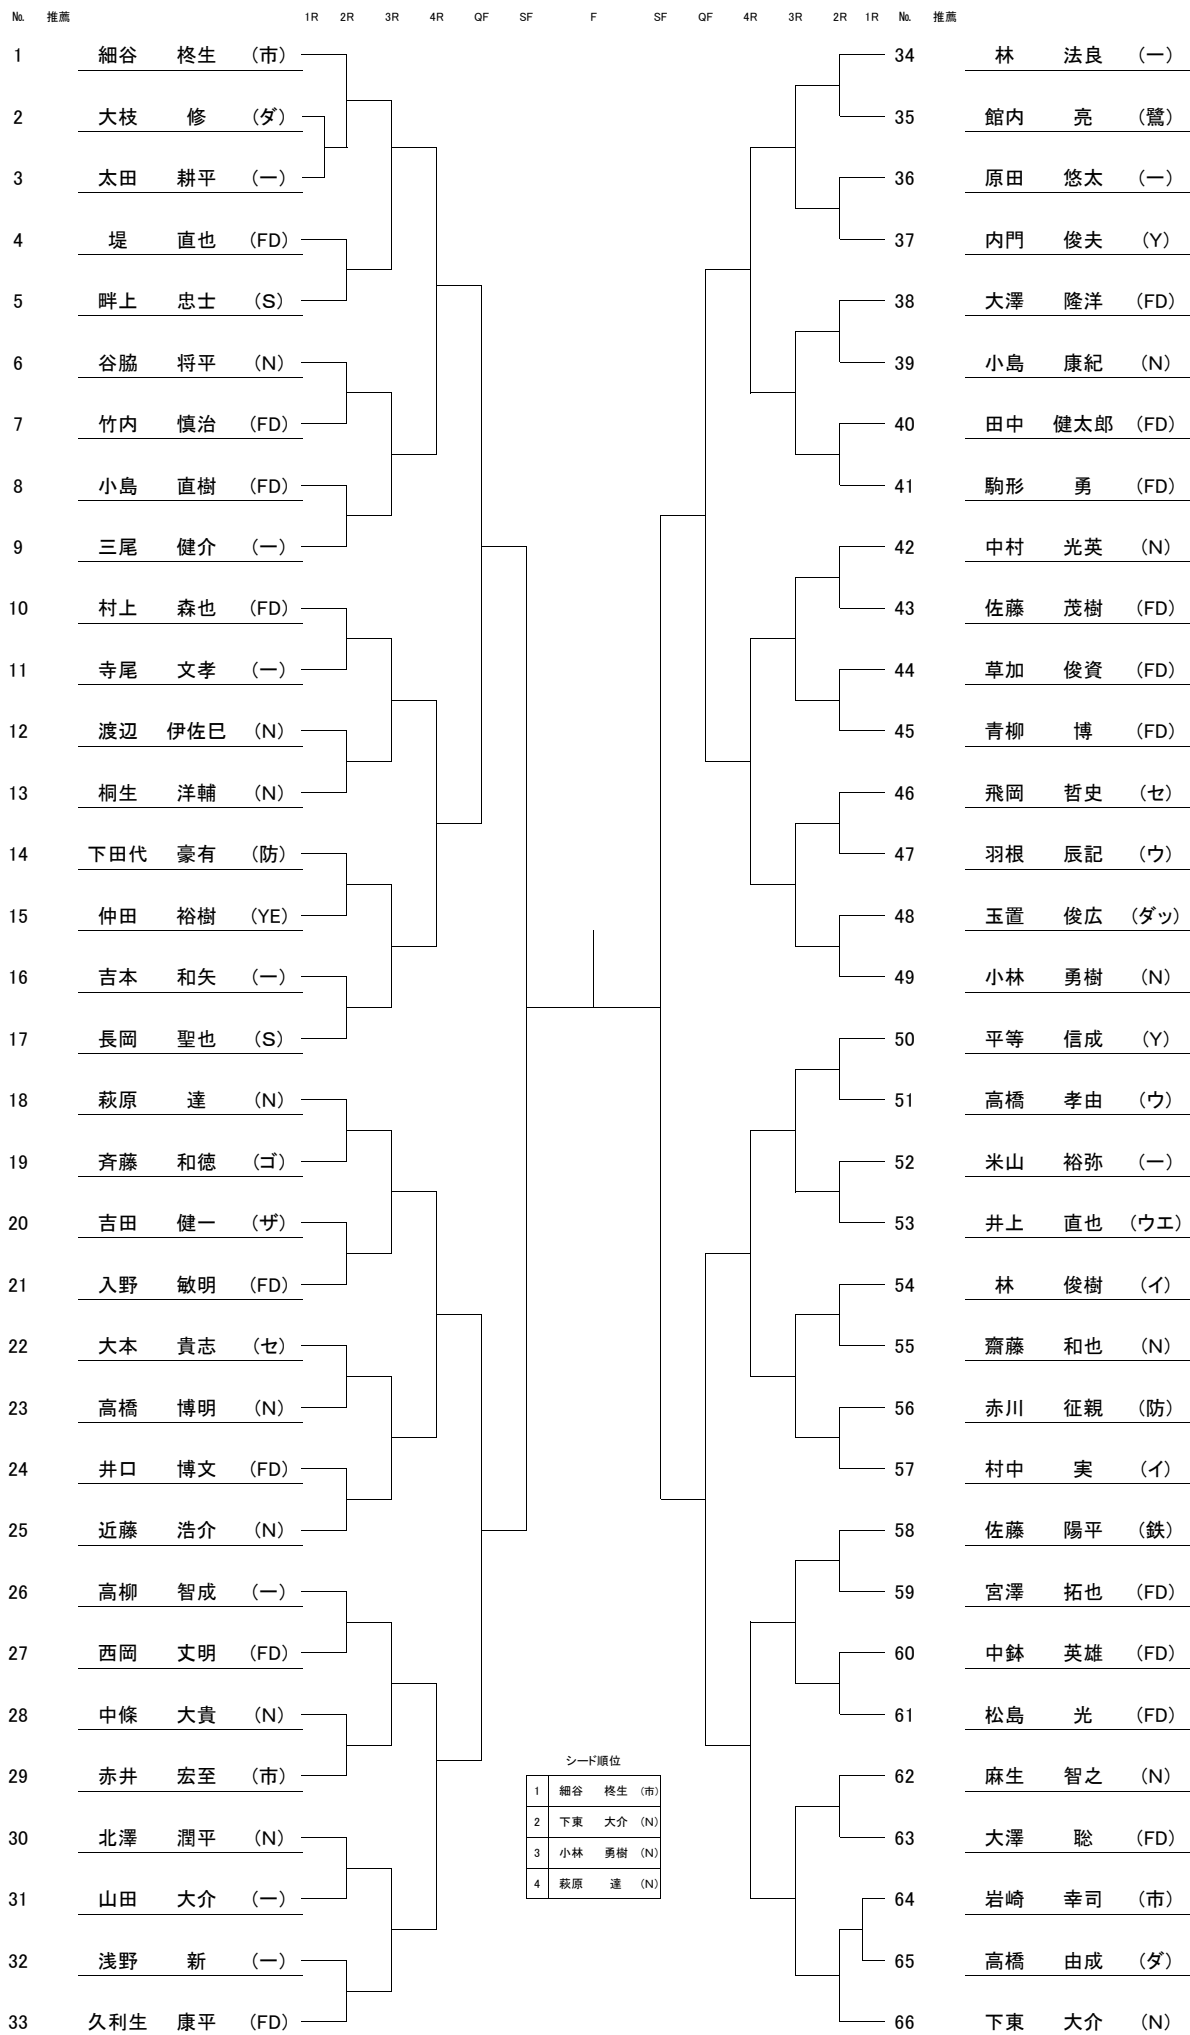 № 推薦 1R 2R 3R 4R QF SF F SF QF 4R 3R 2R 1R № 推薦
1 細谷 柊生 (市)
2 大枝 修 (ダ)
3 太田 耕平 (一)
4 堤 直也 (FD)
5 畔上 忠士 (S)
6 谷脇 将平 (N)
7 竹内 慎治 (FD)
8 小島 直樹 (FD)
9 三尾 健介 (一)
10 村上 森也 (FD)
11 寺尾 文孝 (一)
12 渡辺 伊佐巳 (N)
13 桐生 洋輔 (N)
14 下田代 豪有 (防)
15 仲田 裕樹 (YE)
16 吉本 和矢 (一)
17 長岡 聖也 (S)
18 萩原 達 (N)
19 斉藤 和徳 (ゴ)
20 吉田 健一 (ザ)
21 入野 敏明 (FD)
22 大本 貴志 (セ)
23 高橋 博明 (N)
24 井口 博文 (FD)
25 近藤 浩介 (N)
26 高柳 智成 (一)
27 西岡 丈明 (FD)
28 中條 大貴 (N)
29 赤井 宏至 (市)
30 北澤 潤平 (N)
31 山田 大介 (一)
32 浅野 新 (一)
33 久利生 康平 (FD)
シード順位
1 細谷 柊生 (市)
2 下東 大介 (N)
3 小林 勇樹 (N)
4 萩原 達 (N)
34 林 法良 (一)
35 館内 亮 (鷺)
36 原田 悠太 (一)
37 内門 俊夫 (Y)
38 大澤 隆洋 (FD)
39 小島 康紀 (N)
40 田中 健太郎 (FD)
41 駒形 勇 (FD)
42 中村 光英 (N)
43 佐藤 茂樹 (FD)
44 草加 俊資 (FD)
45 青柳 博 (FD)
46 飛岡 哲史 (セ)
47 羽根 辰記 (ウ)
48 玉置 俊広 (ダッ)
49 小林 勇樹 (N)
50 平等 信成 (Y)
51 高橋 孝由 (ウ)
52 米山 裕弥 (一)
53 井上 直也 (ウエ)
54 林 俊樹 (イ)
55 齋藤 和也 (N)
56 赤川 征親 (防)
57 村中 実 (イ)
58 佐藤 陽平 (鉄)
59 宮澤 拓也 (FD)
60 中鉢 英雄 (FD)
61 松島 光 (FD)
62 麻生 智之 (N)
63 大澤 聡 (FD)
64 岩崎 幸司 (市)
65 高橋 由成 (ダ)
66 下東 大介 (N)